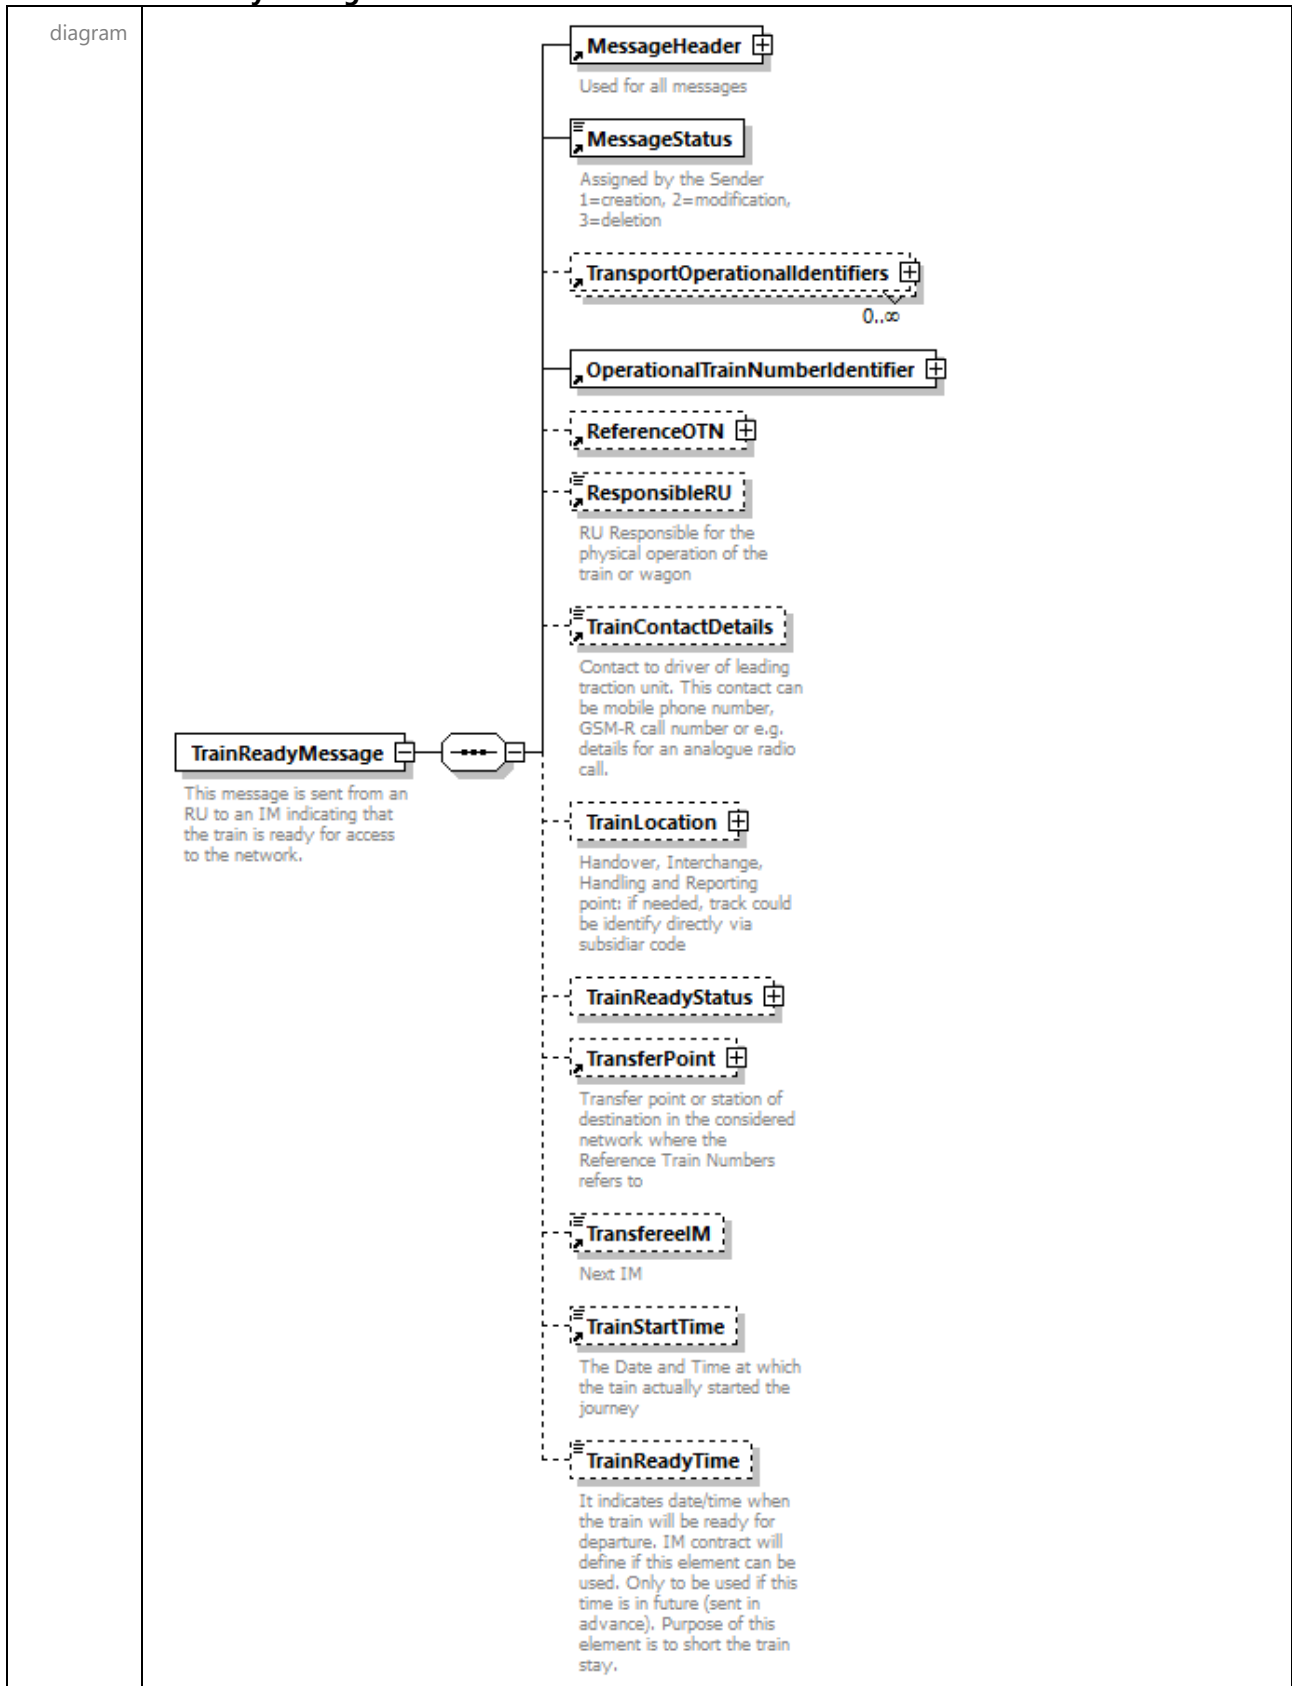 diagram
MessageHeader
Used for all messages
MessageStatus
Assigned by the Sender
1=creation, 2=modification,
3=deletion
TransportOperationalIdentifiers
0..∞
OperationalTrainNumberIdentifier
ReferenceOTN
ResponsibleRU
RU Responsible for the
physical operation of the
train or wagon
TrainContactDetails
Contact to driver of leading
traction unit. This contact can
be mobile phone number,
GSM-R call number or e.g.
details for an analogue radio
call.
TrainReadyMessage
This message is sent from an
RU to an IM indicating that
the train is ready for access
to the network.
TrainLocation
Handover, Interchange,
Handling and Reporting
point: if needed, track could
be identify directly via
subsidiar code
TrainReadyStatus
TransferPoint
Transfer point or station of
destination in the considered
network where the
Reference Train Numbers
refers to
TransfereeIM
Next IM
TrainStartTime
The Date and Time at which
the tain actually started the
journey
TrainReadyTime
It indicates date/time when
the train will be ready for
departure. IM contract will
define if this element can be
used. Only to be used if this
time is in future (sent in
advance). Purpose of this
element is to short the train
stay.